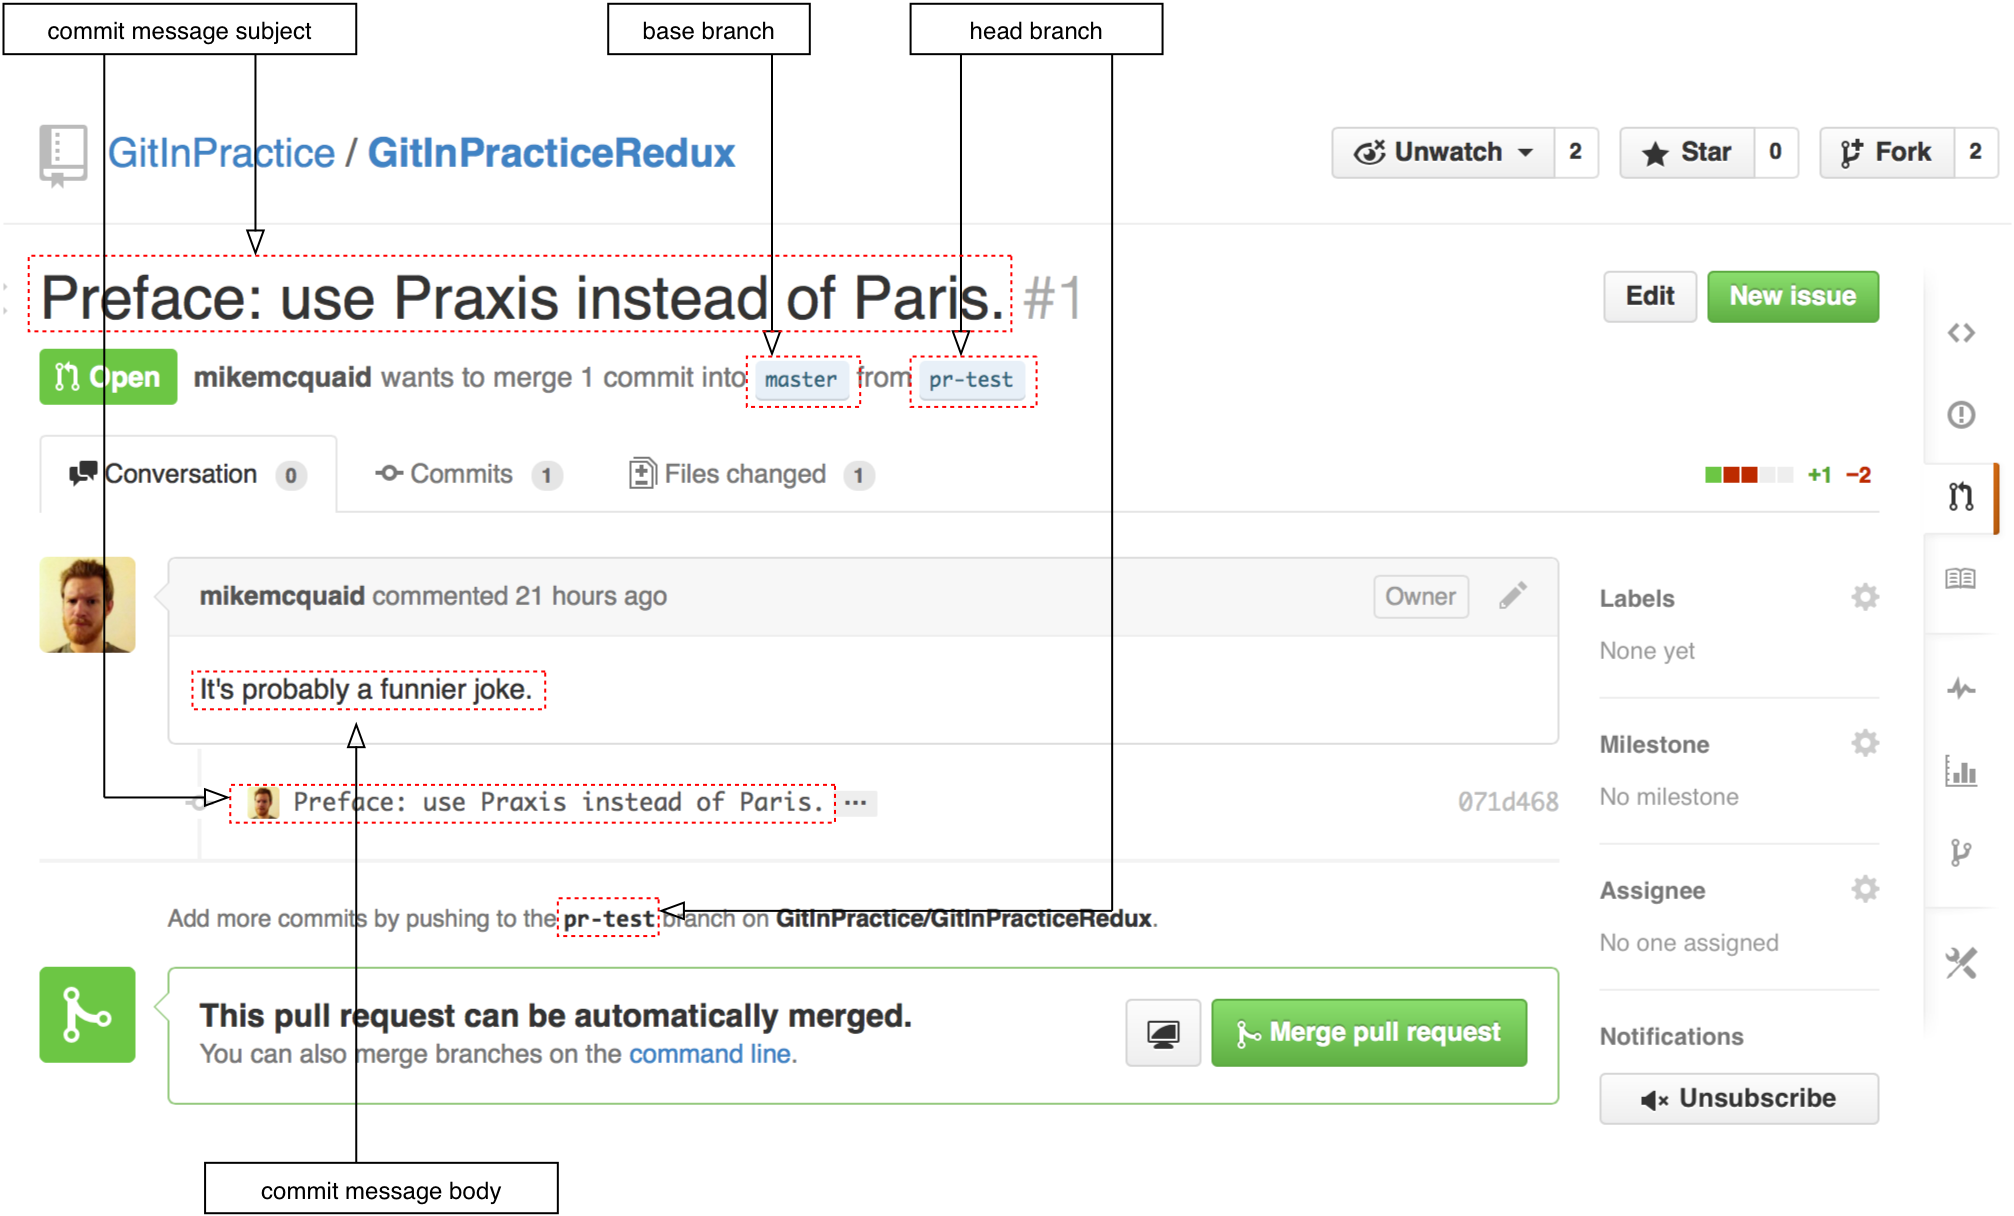 commit message subject
base branch
head branch
GitInPractice / GitInPracticeRedux
Unwatch 2
Star 0
Fork 2
Preface: use Praxis instead of Paris. #1
Edit
New issue
Open
mikemcquaid wants to merge 1 commit into master from pr-test
Conversation 0
Commits 1
Files changed 1
+1 −2
mikemcquaid commented 21 hours ago
Owner
It's probably a funnier joke.
Preface: use Praxis instead of Paris. ...
071d468
Labels
None yet
Milestone
No milestone
Assignee
No one assigned
Notifications
Unsubscribe
Add more commits by pushing to the pr-test branch on GitInPractice/GitInPracticeRedux.
This pull request can be automatically merged.
You can also merge branches on the command line.
Merge pull request
commit message body